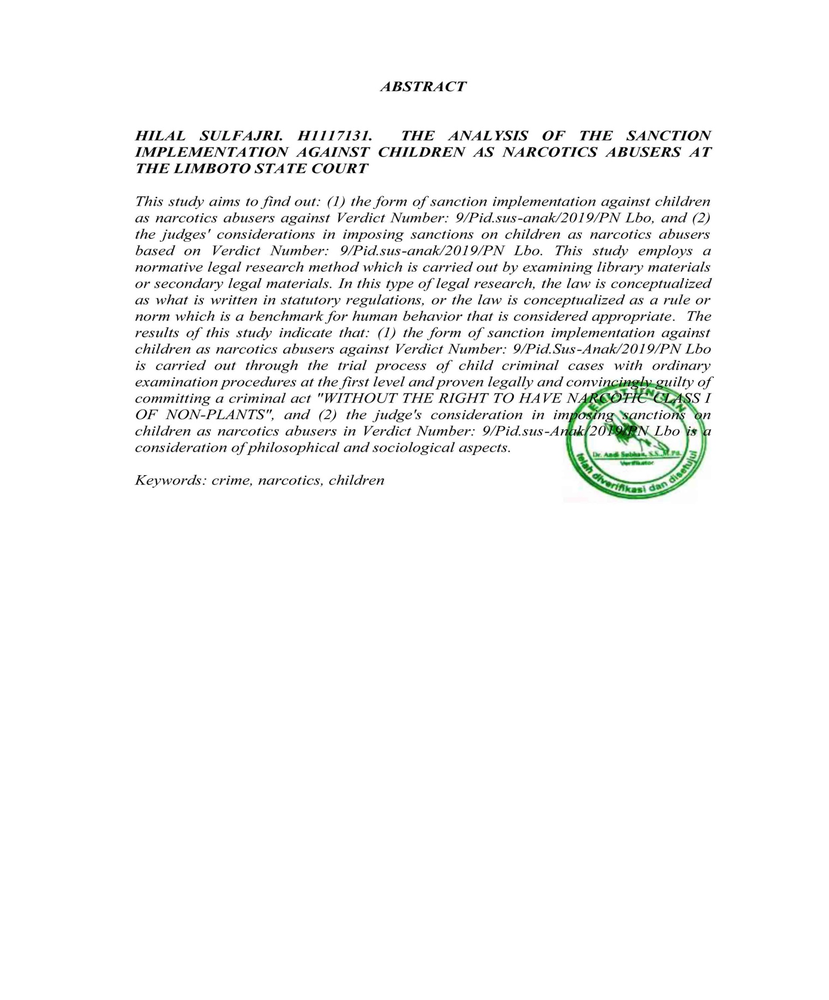 ABSTRACT
HILAL SULFAJRI. H1117131. THE ANALYSIS OF THE SANCTION
IMPLEMENTATION AGAINST CHILDREN AS NARCOTICS ABUSERS AT
THE LIMBOTO STATE COURT
This study aims to find out: (1) the form of sanction implementation against children
as narcotics abusers against Verdict Number: 9/Pid.sus-anak/2019/PN Lbo, and (2)
the judges' considerations in imposing sanctions on children as narcotics abusers
based on Verdict Number: 9/Pid.sus-anak/2019/PN Lbo. This study employs a
normative legal research method which is carried out by examining library materials
or secondary legal materials. In this type of legal research, the law is conceptualized
as what is written in statutory regulations, or the law is conceptualized as a rule or
norm which is a benchmark for human behavior that is considered appropriate. The
results of this study indicate that: (1) the form of sanction implementation against
children as narcotics abusers against Verdict Number: 9/Pid.Sus-Anak/2019/PN Lbo
is carried out through the trial process of child criminal cases with ordinary
examination procedures at the first level and proven legally and convincingly guilty of
committing a criminal act "WITHOUT THE RIGHT TO HAVE NARCOTIC CLASS I
OF NON-PLANTS", and (2) the judge's consideration in imposing sanctions on
children as narcotics abusers in Verdict Number: 9/Pid.sus-Anak/2019/PN Lbo is a
consideration of philosophical and sociological aspects.
Dr. Andi Subhan, S.S.,M.Pd.
Verifikator
telah diverifikasi dan disetujui
Keywords: crime, narcotics, children